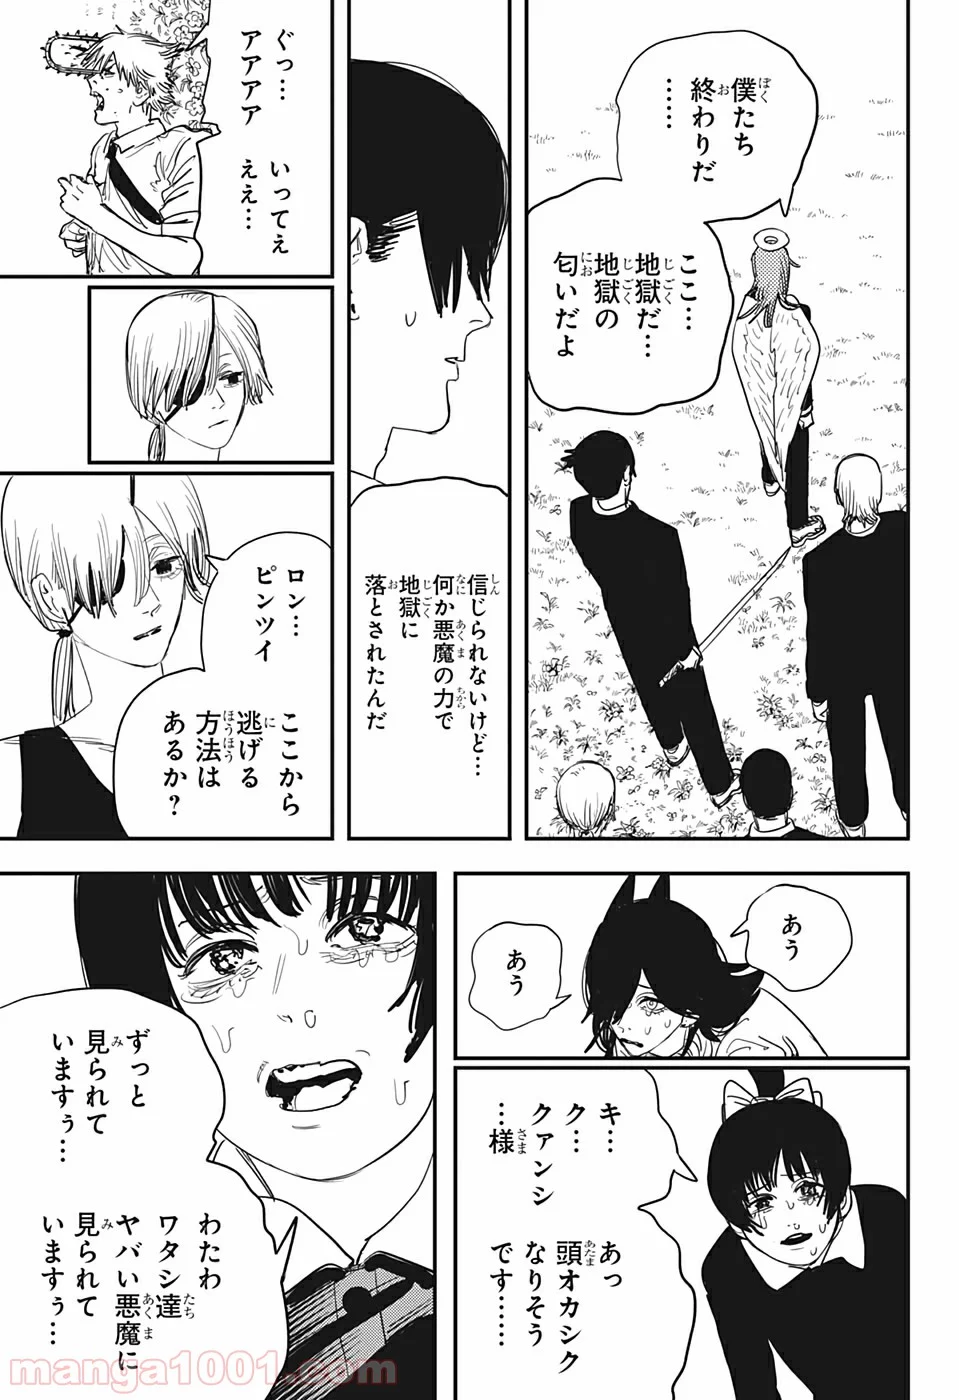 僕たち
終わりだ
……
ここ…
地獄だ…
地獄の
匂いだよ
信じられないけど…
何か悪魔の力で
地獄に
落とされたんだ
ぐっ…
アアアア
いってえ
ええ…
ロン…
ピンツイ
ここから
逃げる
方法は
あるか?
あう
あう
キ…
ク…
クァンシ
…様
あっ
頭オカシク
なりそう
です……
ずっと
見られて
いますぅ…
わたわ
ワタシ達
ヤバい悪魔に
見られて
いますぅ…
manga1001.com